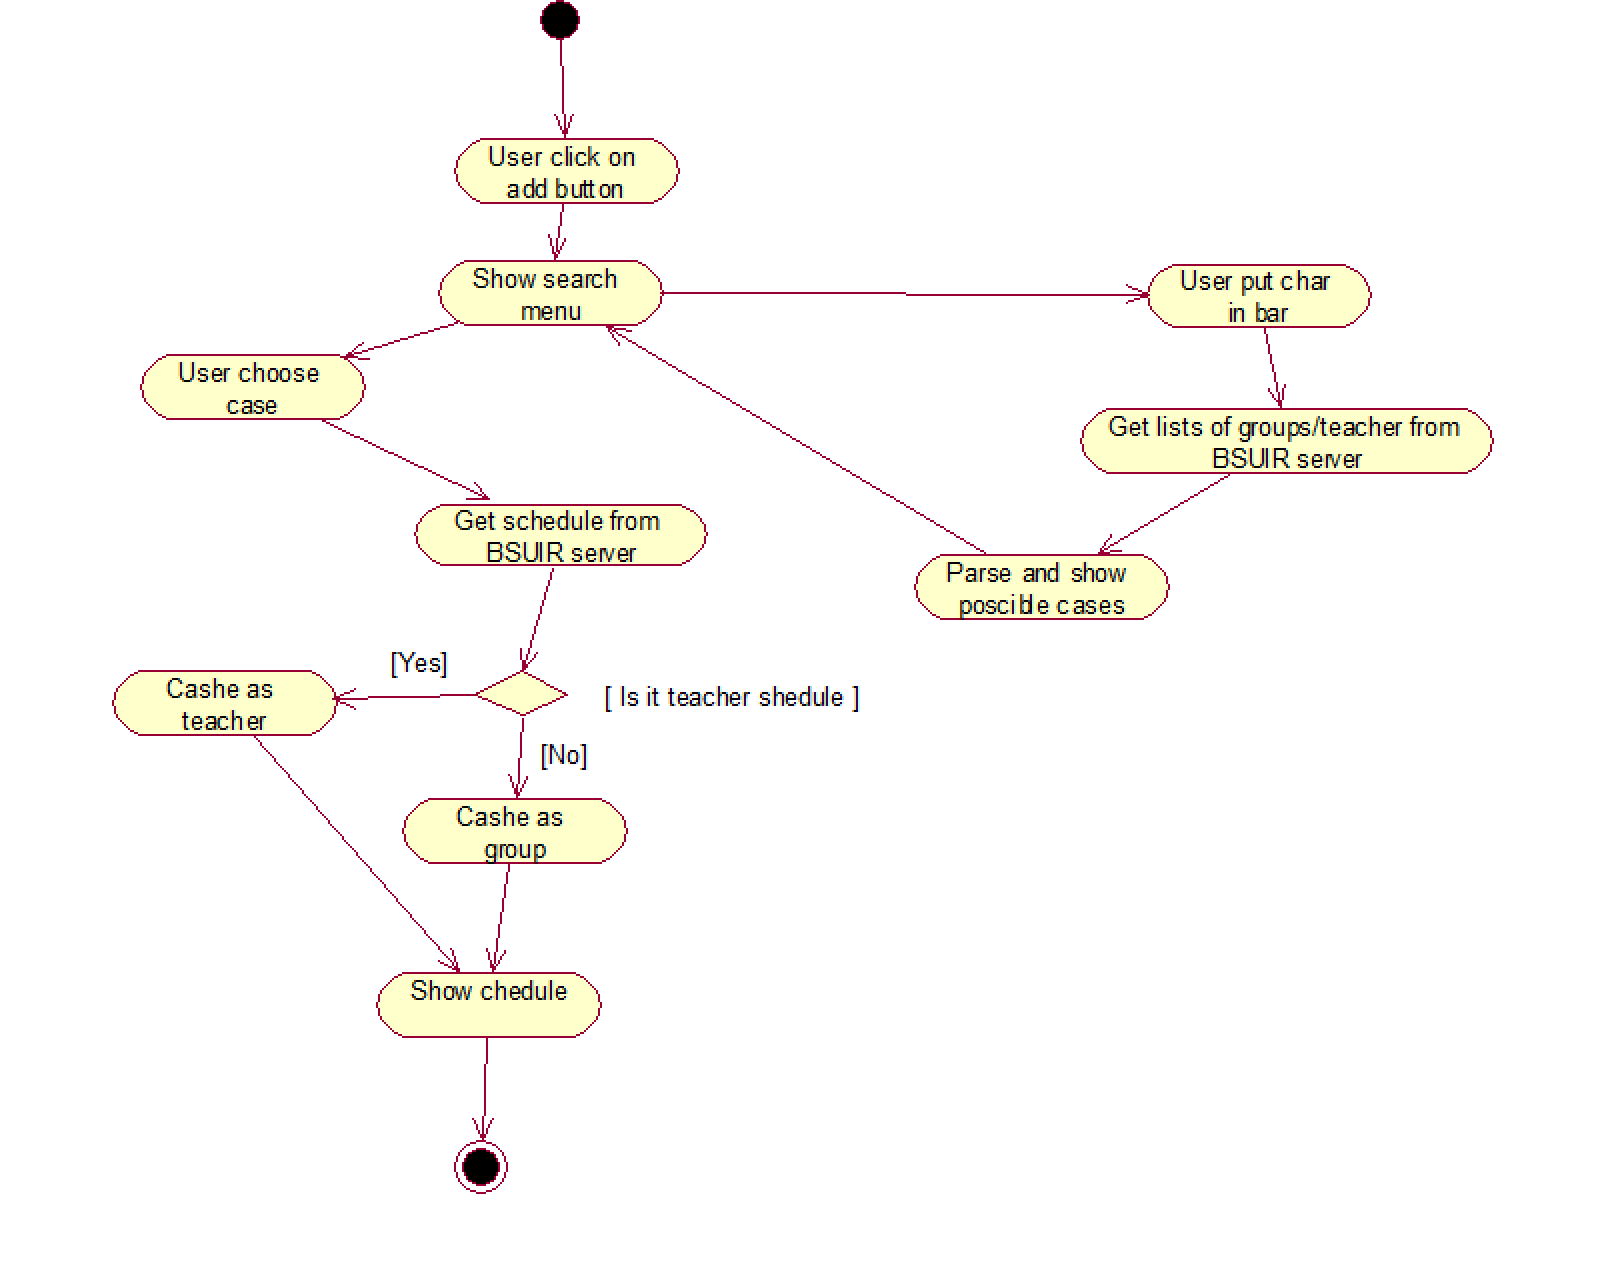 User click on
add button
Show search
menu
User put char
in bar
User choose
case
Get lists of groups/teacher from
BSUIR server
Get schedule from
BSUIR server
Parse and show
poscible cases
[Yes]
Cashe as
teacher
[ Is it teacher shedule ]
[No]
Cashe as
group
Show chedule